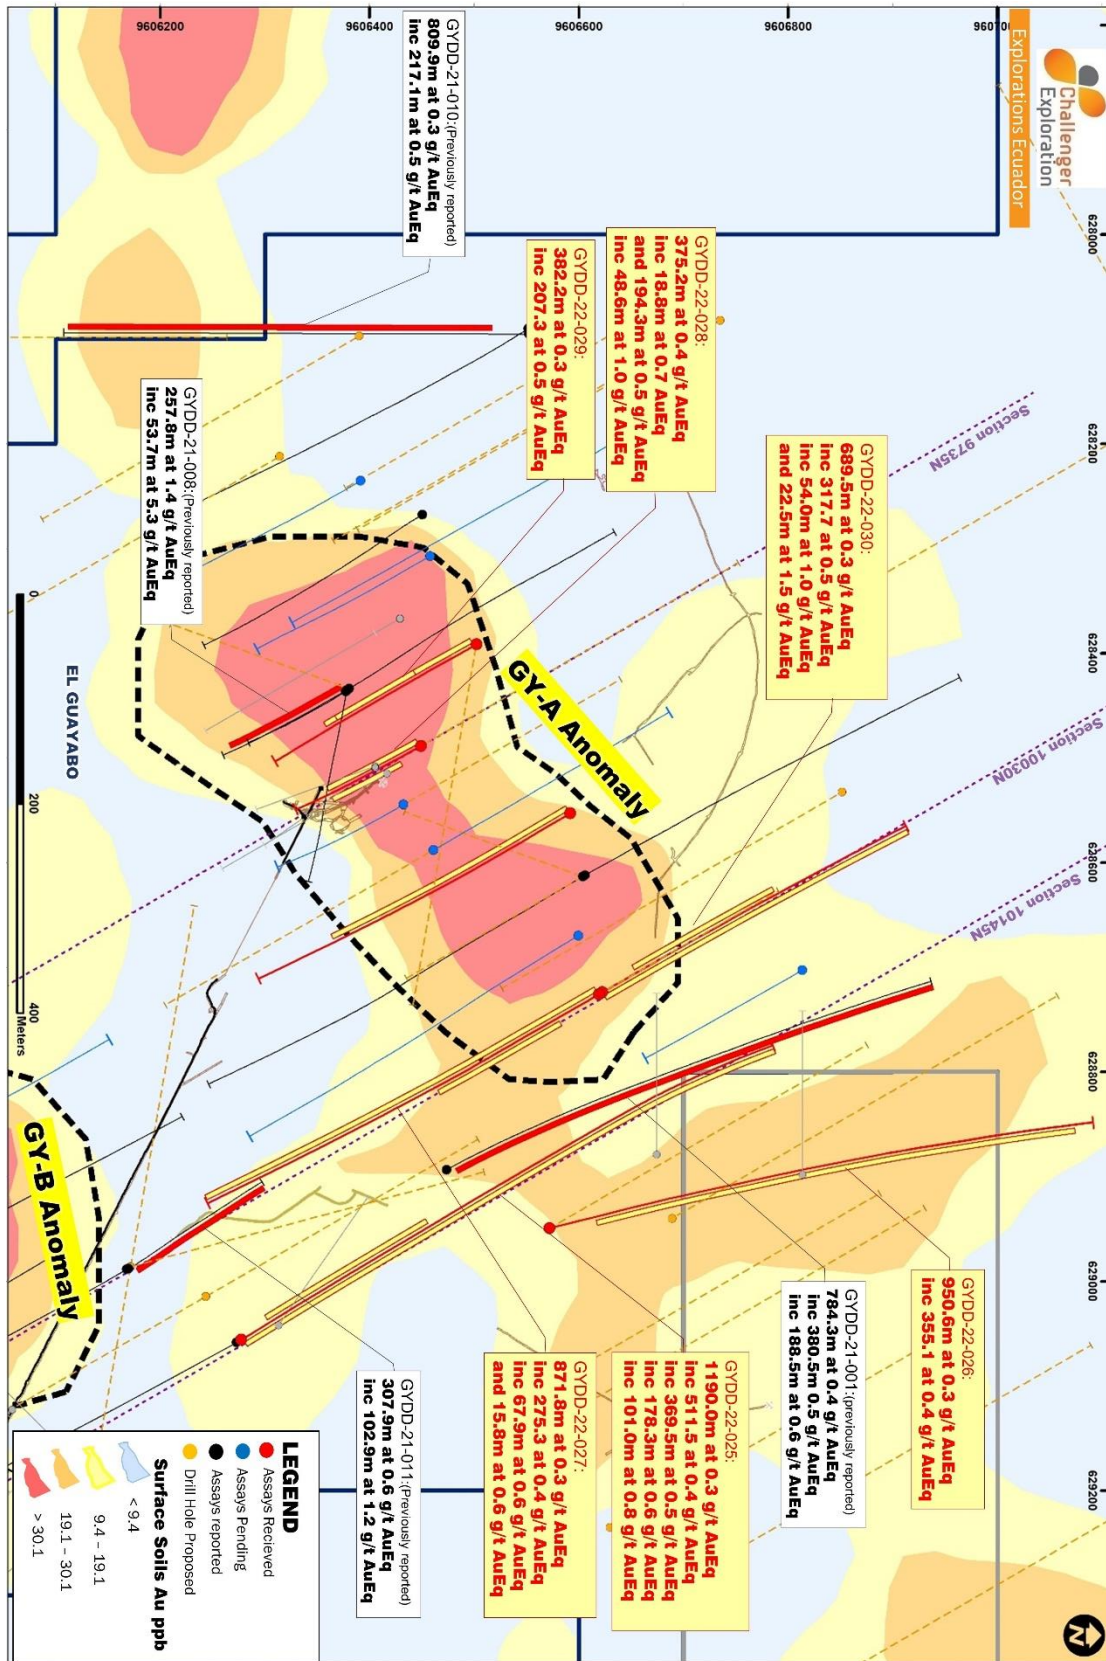 Challenger
Exploration
Explorations Ecuador
628000
628200
628400
628600
628800
629000
629200
9606800
9606600
9606400
9606200
N
Section 9735N
Section 10030N
Section 10145N
GYDD-22-030:
689.5m at 0.3 g/t AuEq
inc 317.7 at 0.5 g/t AuEq
inc 54.0m at 1.0 g/t AuEq
and 22.5m at 1.5 g/t AuEq
GYDD-22-028:
375.2m at 0.4 g/t AuEq
inc 18.8m at 0.7 AuEq
and 194.3m at 0.5 g/t AuEq
inc 48.6m at 1.0 g/t AuEq
GYDD-22-029:
382.2m at 0.3 g/t AuEq
inc 207.3 at 0.5 g/t AuEq
GYDD-21-010:(Previously reported)
809.9m at 0.3 g/t AuEq
inc 217.1m at 0.5 g/t AuEq
GYDD-21-008:(Previously reported)
257.8m at 1.4 g/t AuEq
inc 53.7m at 5.3 g/t AuEq
GY-A Anomaly
GYDD-22-026:
950.6m at 0.3 g/t AuEq
inc 355.1 at 0.4 g/t AuEq
GYDD-21-001:(previously reported)
784.3m at 0.4 g/t AuEq
inc 380.5m 0.5 g/t AuEq
inc 188.5m at 0.6 g/t AuEq
GYDD-22-025:
1190.0m at 0.3 g/t AuEq
inc 511.5 at 0.4 g/t AuEq
inc 369.5m at 0.5 g/t AuEq
inc 178.3m at 0.6 g/t AuEq
inc 101.0m at 0.8 g/t AuEq
GYDD-22-027:
871.8m at 0.3 g/t AuEq
inc 275.3 at 0.4 g/t AuEq
inc 67.9m at 0.6 g/t AuEq
and 15.8m at 0.6 g/t AuEq
GYDD-21-011:(Previously reported)
307.9m at 0.6 g/t AuEq
inc 102.9m at 1.2 g/t AuEq
EL GUAYABO
0
200
400
Meters
GY-B Anomaly
LEGEND
Assays Recieved
Assays Pending
Assays reported
Drill Hole Proposed
Surface Soils Au ppb
< 9.4
9.4 – 19.1
19.1 – 30.1
> 30.1